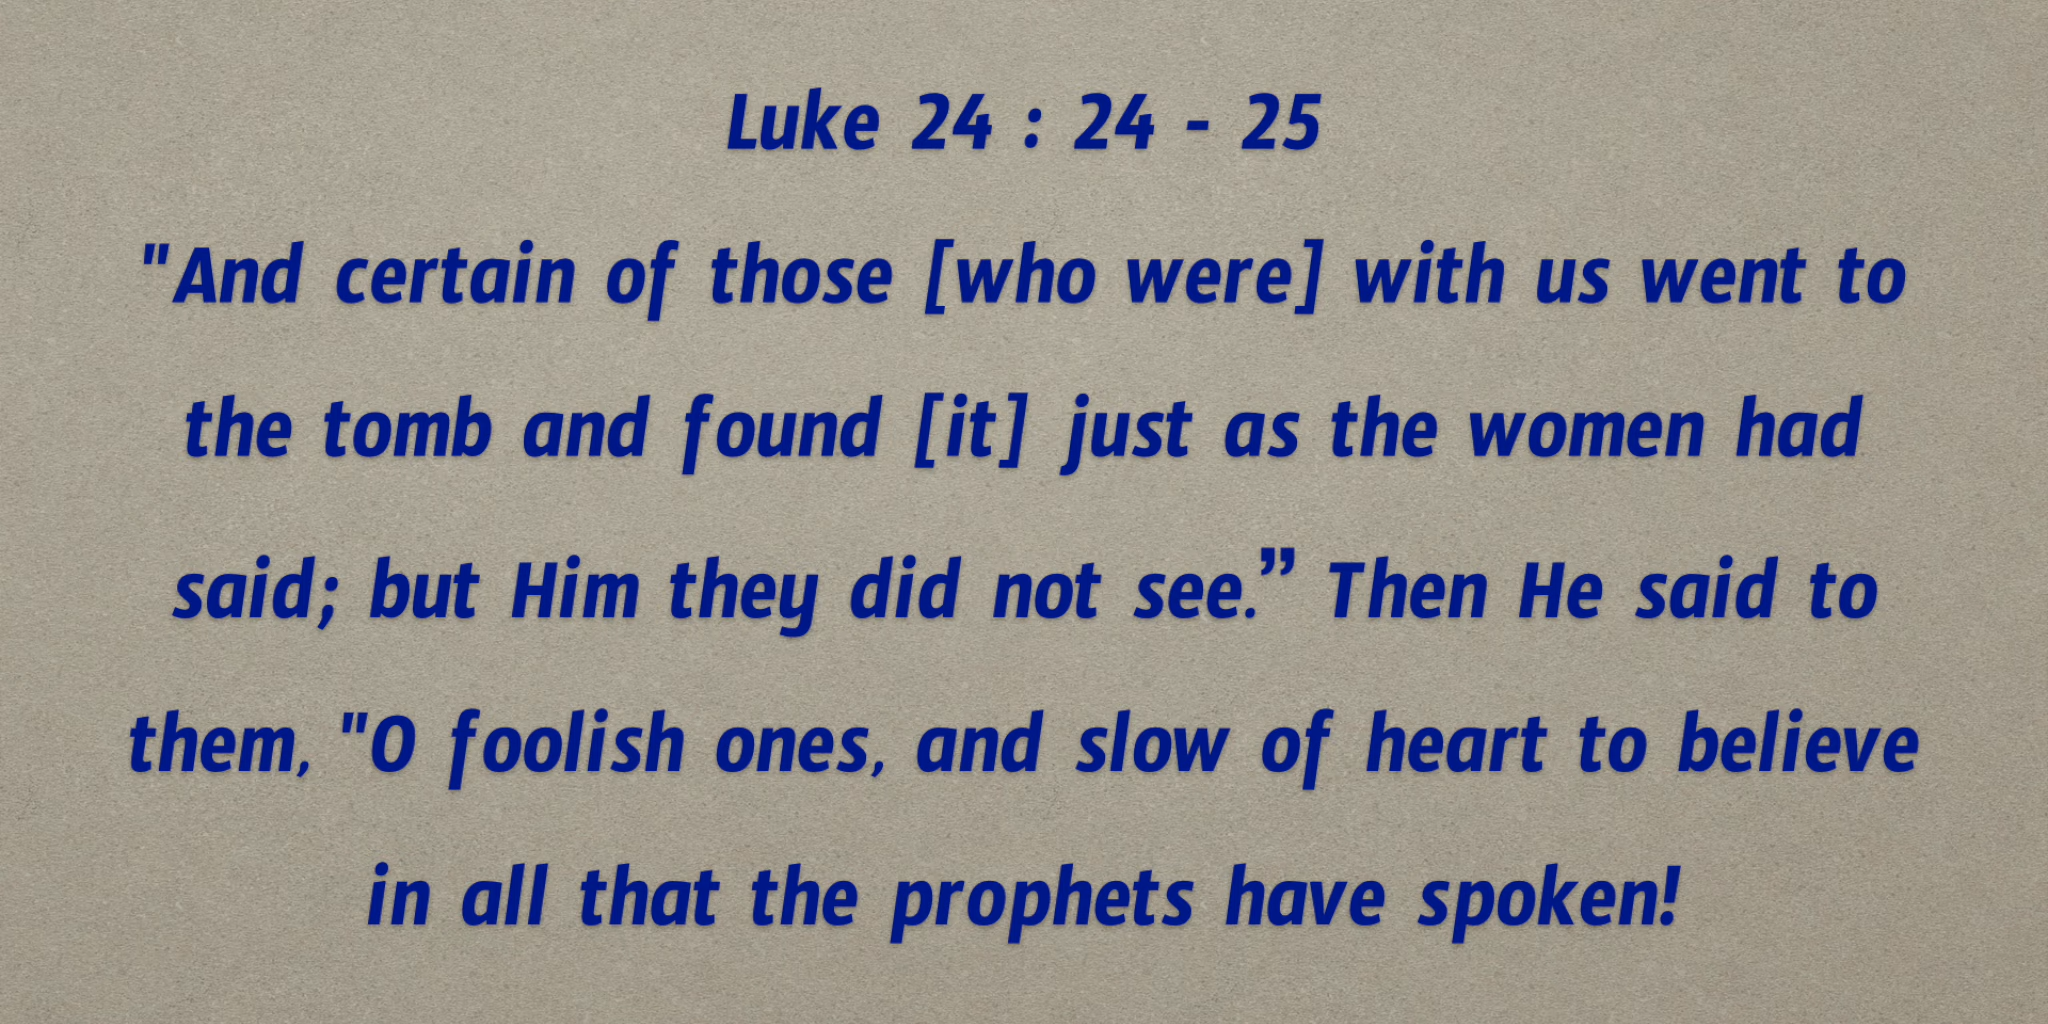 Luke 24 : 24 - 25
"And certain of those [who were] with us went to
the tomb and found [it] just as the women had
said; but Him they did not see.” Then He said to
them, "O foolish ones, and slow of heart to believe
in all that the prophets have spoken!